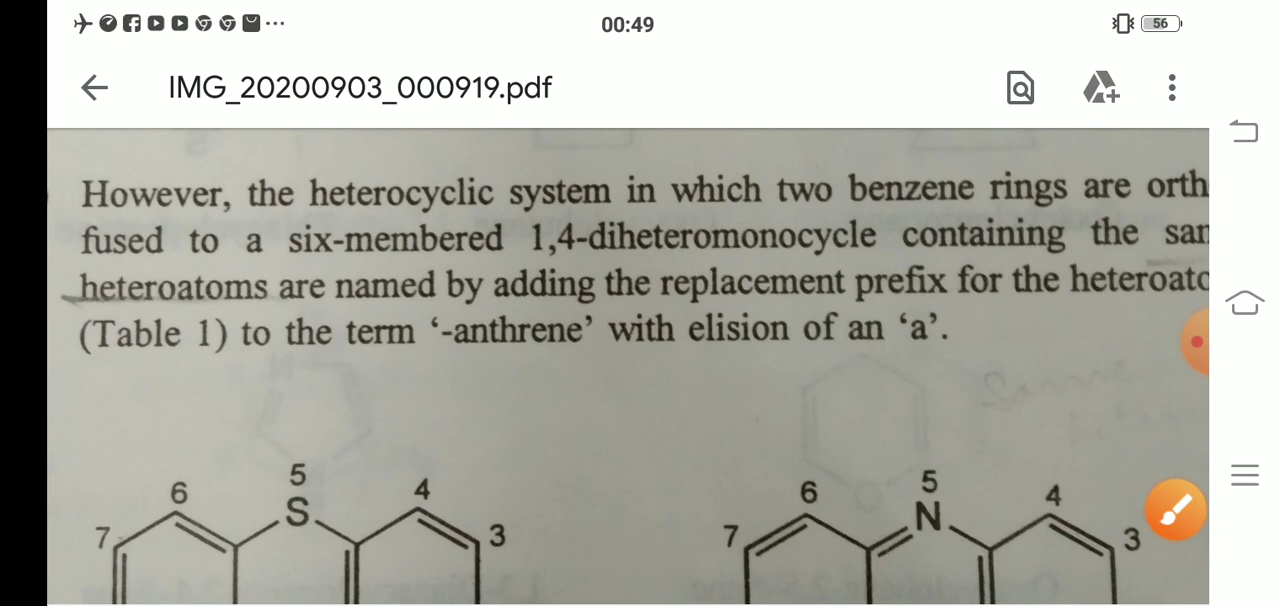 00:49
56
IMG_20200903_000919.pdf
However, the heterocyclic system in which two benzene rings are orth
fused to a six-membered 1,4-diheteromonocycle containing the sar
heteroatoms are named by adding the replacement prefix for the heteroatc
(Table 1) to the term ‘-anthrene’ with elision of an ‘a’.
5
6
S
4
7
3
5
6
N
4
7
3